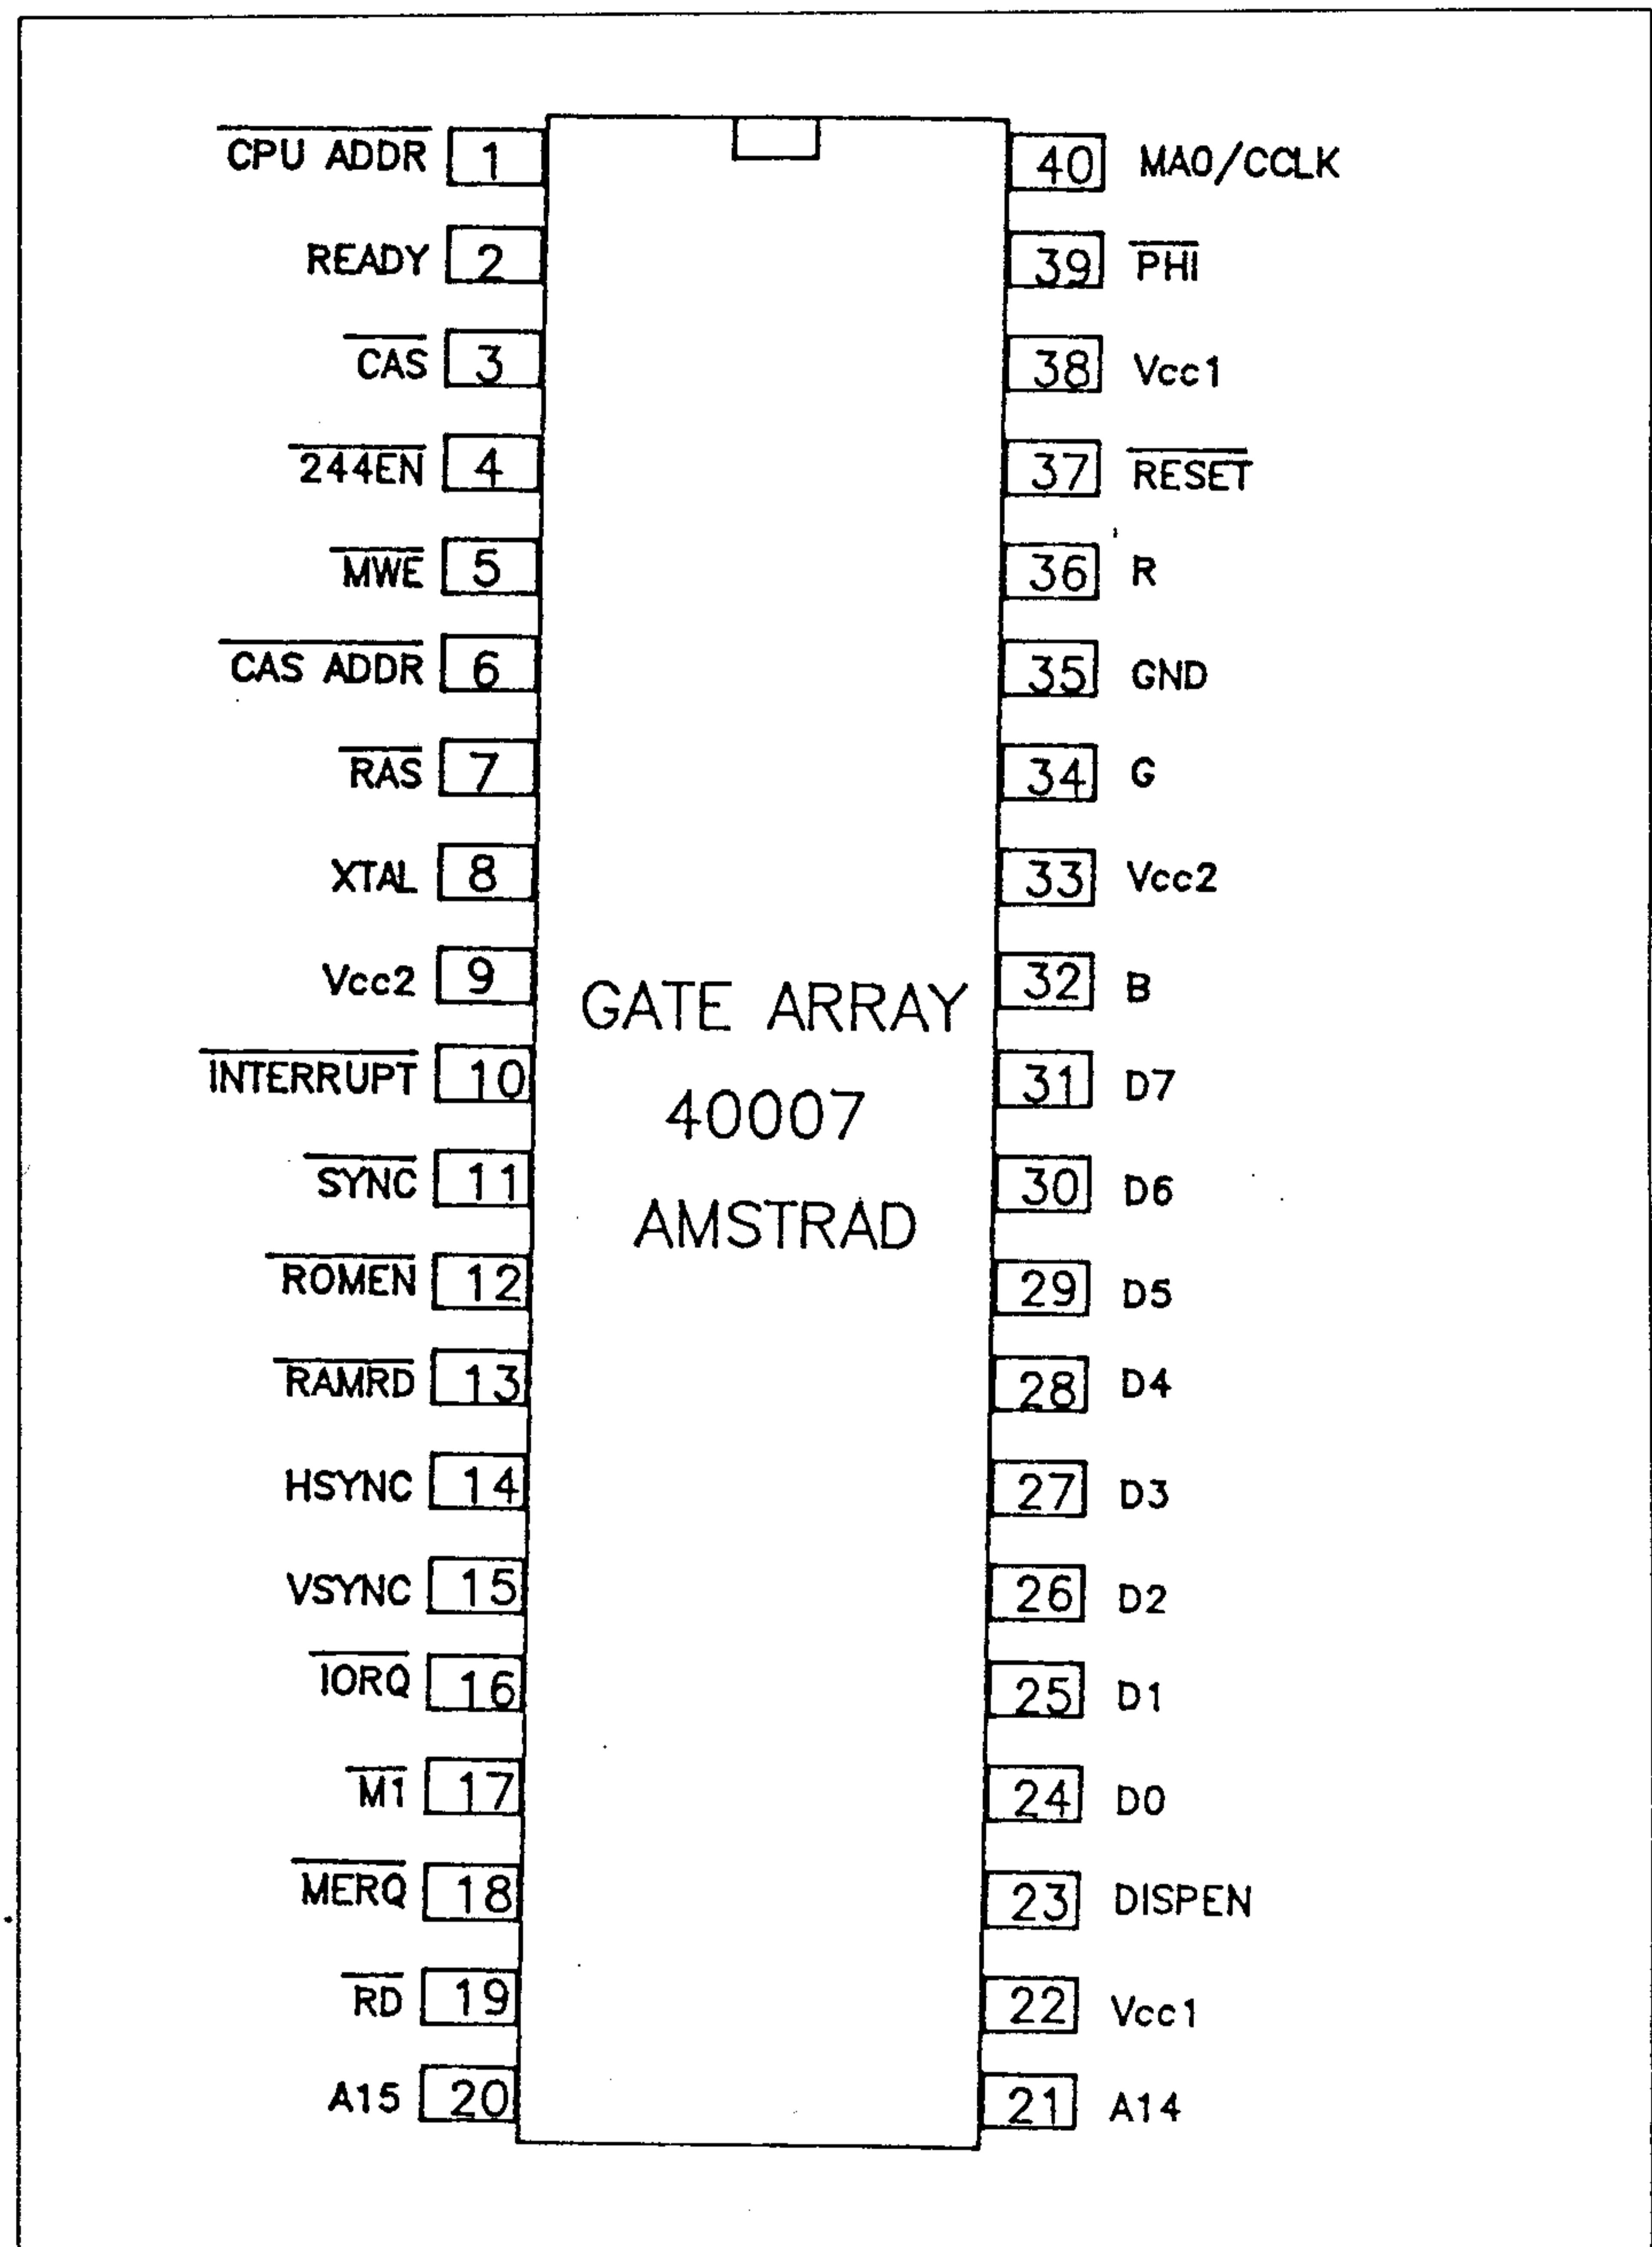 CPU ADDR 1
READY 2
CAS 3
244EN 4
MWE 5
CAS ADDR 6
RAS 7
XTAL 8
Vcc2 9
INTERRUPT 10
SYNC 11
ROMEN 12
RAMRD 13
HSYNC 14
VSYNC 15
IORQ 16
M1 17
MERQ 18
RD 19
A15 20
GATE ARRAY
40007
AMSTRAD
40 MA0/CCLK
39 PHI
38 Vcc1
37 RESET
36 R
35 GND
34 G
33 Vcc2
32 B
31 D7
30 D6
29 D5
28 D4
27 D3
26 D2
25 D1
24 D0
23 DISPEN
22 Vcc1
21 A14